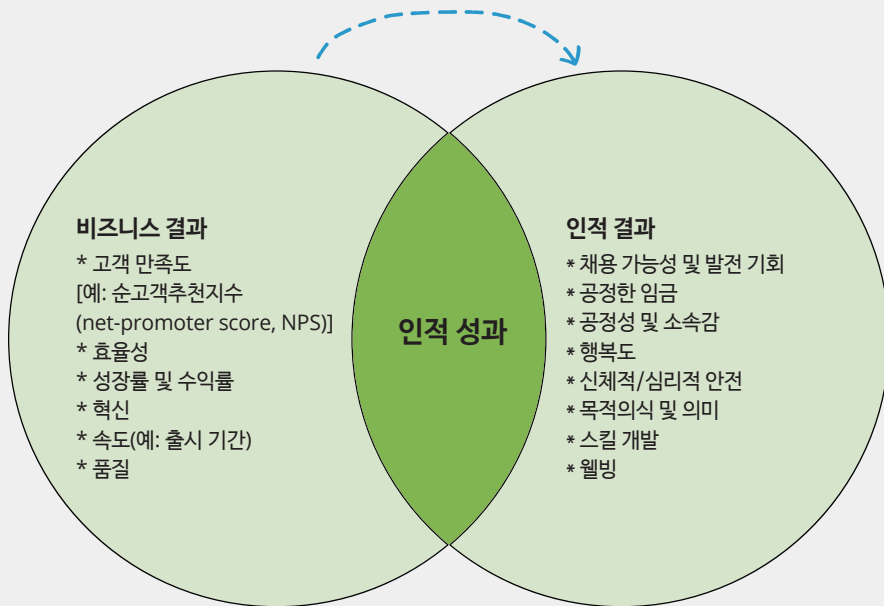 비즈니스 결과
* 고객 만족도
[예: 순고객추천지수
(net-promoter score, NPS)]
* 효율성
* 성장률 및 수익률
* 혁신
* 속도(예: 출시 기간)
* 품질
인적 성과
인적 결과
* 채용 가능성 및 발전 기회
* 공정한 임금
* 공정성 및 소속감
* 행복도
* 신체적/심리적 안전
* 목적의식 및 의미
* 스킬 개발
* 웰빙